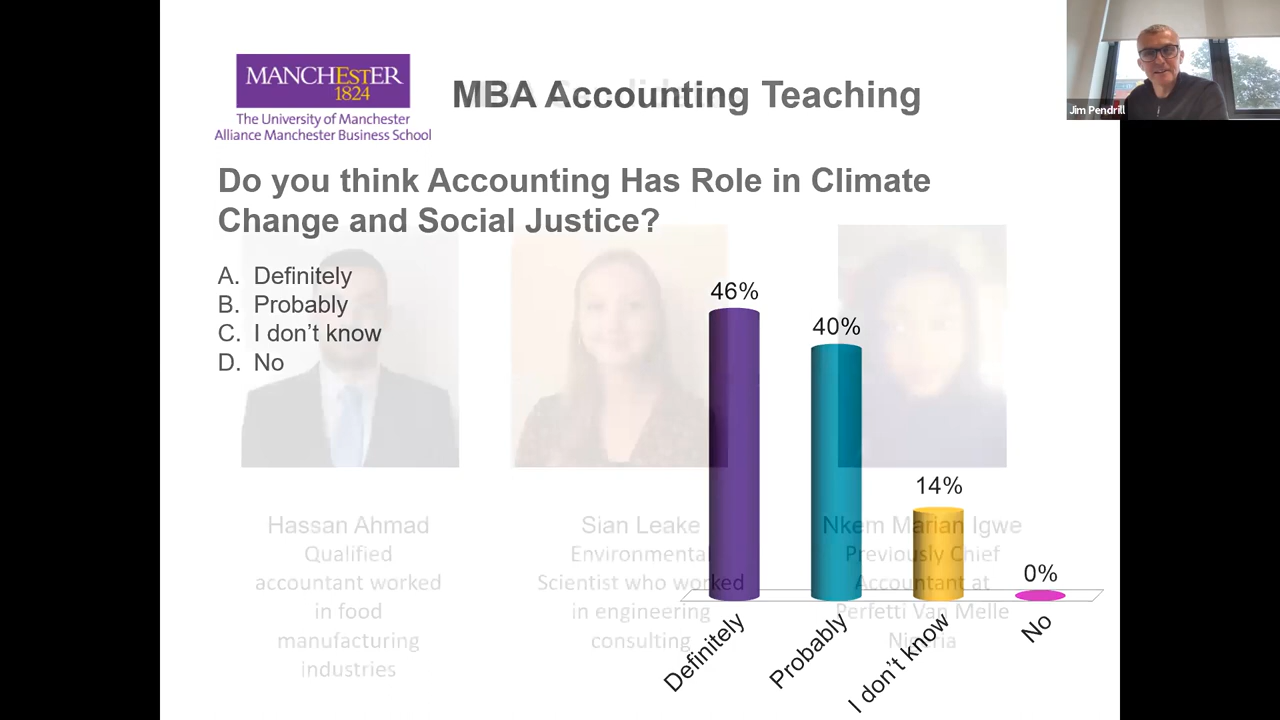 MANCHESTER
1824
The University of Manchester
Alliance Manchester Business School
MBA Accounting Teaching
Jim Pendrill
Do you think Accounting Has Role in Climate
Change and Social Justice?
A. Definitely
B. Probably
C. I don't know
D. No
46%
40%
14%
0%
Definitely
Probably
I don't know
No
Hassan Ahmad
Qualified
accountant worked
in food
manufacturing
industries
Sian Leake
Environmental
Scientist who worked
in engineering
consulting
Nkem Marian Igwe
Previously Chief
Accountant at
Perfetti Van Melle
Nigeria